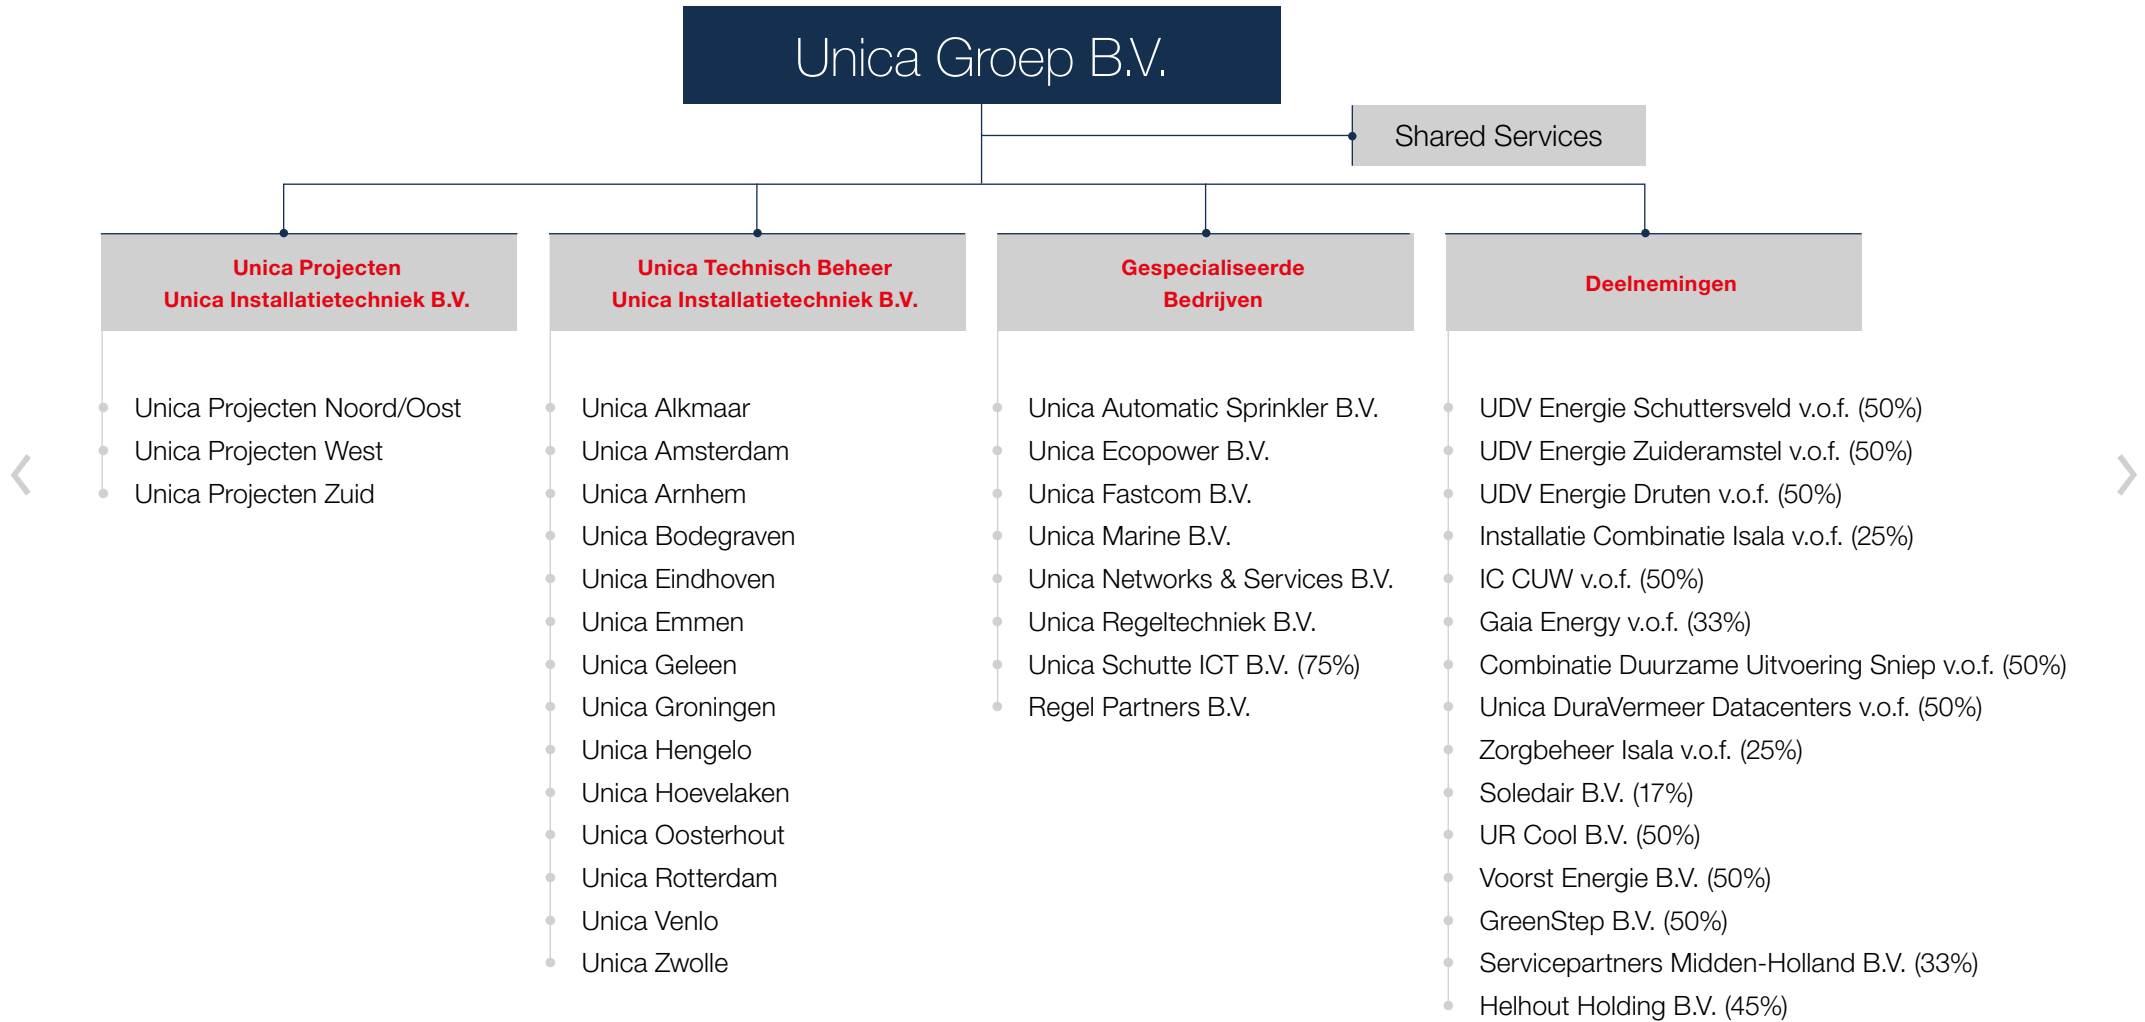 Unica Groep B.V.
Shared Services
Unica Projecten
Unica Installatietechniek B.V.
Unica Projecten Noord/Oost
Unica Projecten West
Unica Projecten Zuid
Unica Technisch Beheer
Unica Installatietechniek B.V.
Unica Alkmaar
Unica Amsterdam
Unica Arnhem
Unica Bodegraven
Unica Eindhoven
Unica Emmen
Unica Geleen
Unica Groningen
Unica Hengelo
Unica Hoevelaken
Unica Oosterhout
Unica Rotterdam
Unica Venlo
Unica Zwolle
Gespecialiseerde
Bedrijven
Unica Automatic Sprinkler B.V.
Unica Ecopower B.V.
Unica Fastcom B.V.
Unica Marine B.V.
Unica Networks & Services B.V.
Unica Regeltechniek B.V.
Unica Schutte ICT B.V. (75%)
Regel Partners B.V.
Deelnemingen
UDV Energie Schuttersveld v.o.f. (50%)
UDV Energie Zuideramstel v.o.f. (50%)
UDV Energie Druten v.o.f. (50%)
Installatie Combinatie Isala v.o.f. (25%)
IC CUW v.o.f. (50%)
Gaia Energy v.o.f. (33%)
Combinatie Duurzame Uitvoering Sniep v.o.f. (50%)
Unica DuraVermeer Datacenters v.o.f. (50%)
Zorgbeheer Isala v.o.f. (25%)
Soledair B.V. (17%)
UR Cool B.V. (50%)
Voorst Energie B.V. (50%)
GreenStep B.V. (50%)
Servicepartners Midden-Holland B.V. (33%)
Helhout Holding B.V. (45%)